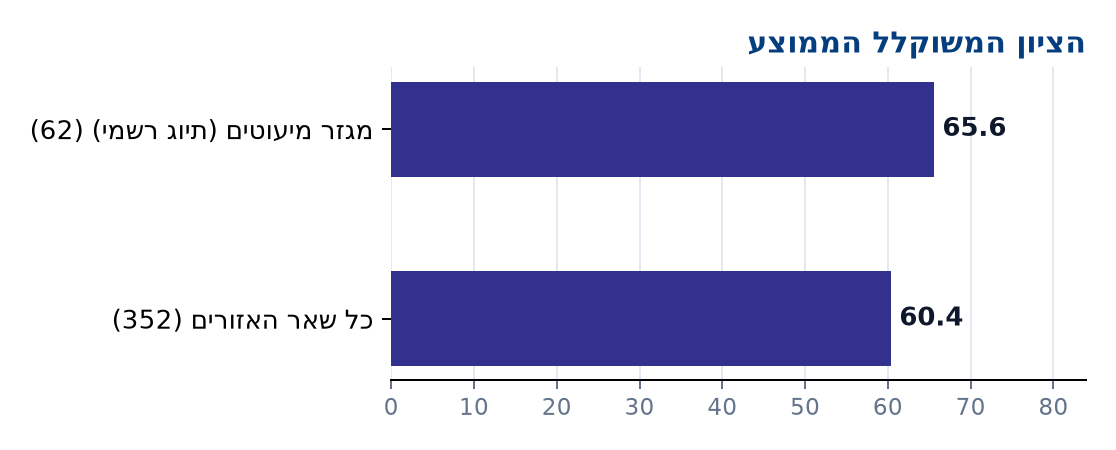 הציון המשוקלל הממוצע
מגזר מיעוטים (תיוג רשמי) (62)
65.6
כל שאר האזורים (352)
60.4
0 10 20 30 40 50 60 70 80